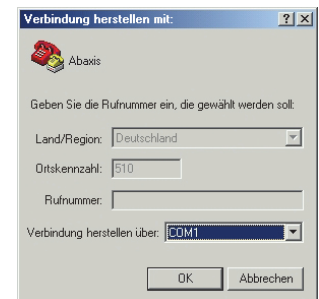 Verbindung herstellen mit:
Abaxis
Geben Sie die Rufnummer ein, die gewählt werden soll:
Land/Region: Deutschland
Ortskennzahl: 510
Rufnummer:
Verbindung herstellen über: COM1
OK Abbrechen